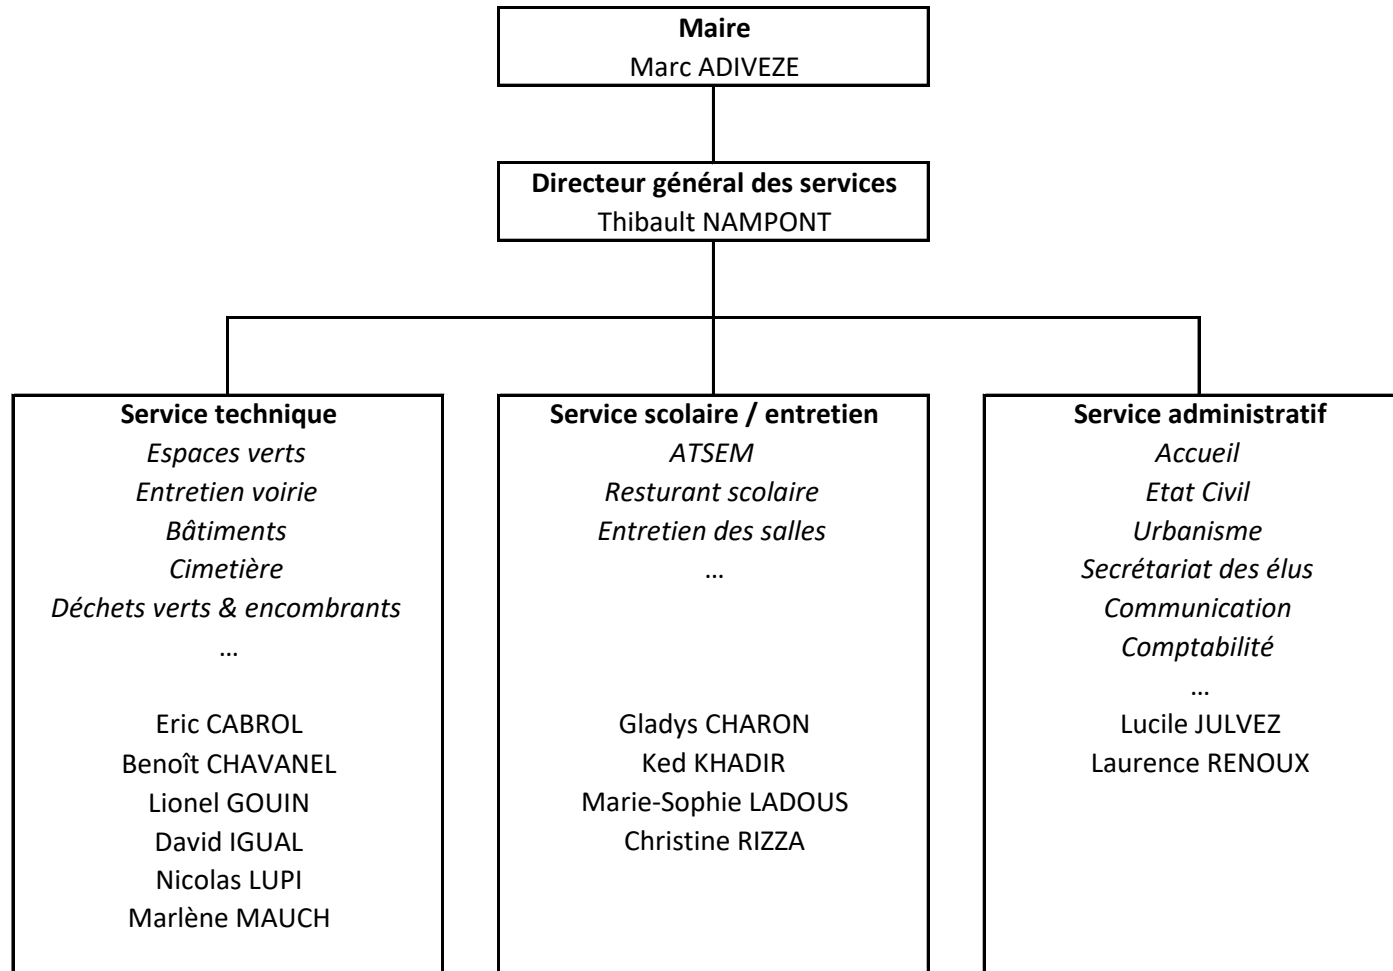 Maire
Marc ADIVEZE
Directeur général des services
Thibault NAMPONT
Service technique
Espaces verts
Entretien voirie
Bâtiments
Cimetière
Déchets verts & encombrants
…
Eric CABROL
Benoît CHAVANEL
Lionel GOUIN
David IGUAL
Nicolas LUPI
Marlène MAUCH
Service scolaire / entretien
ATSEM
Resturant scolaire
Entretien des salles
…
Gladys CHARON
Ked KHADIR
Marie-Sophie LADOUS
Christine RIZZA
Service administratif
Accueil
Etat Civil
Urbanisme
Secrétariat des élus
Communication
Comptabilité
…
Lucile JULVEZ
Laurence RENOUX